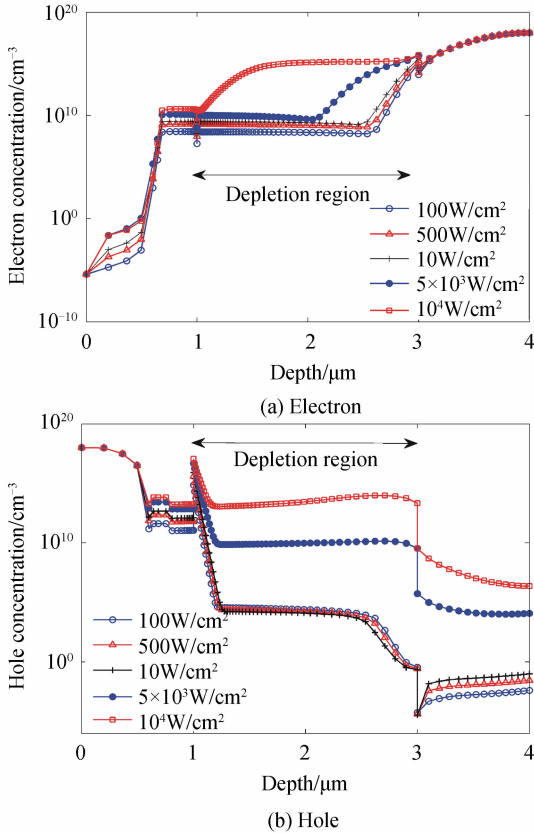 10²⁰
10¹⁰
10⁰
10⁻¹⁰
Electron concentration/cm⁻³
Depletion region
100W/cm²
500W/cm²
10W/cm²
5×10³W/cm²
10⁴W/cm²
0 1 2 3 4
Depth/μm
(a) Electron
10²⁰
10¹⁰
10⁰
Hole concentration/cm⁻³
Depletion region
100W/cm²
500W/cm²
10W/cm²
5×10³W/cm²
10⁴W/cm²
0 1 2 3 4
Depth/μm
(b) Hole